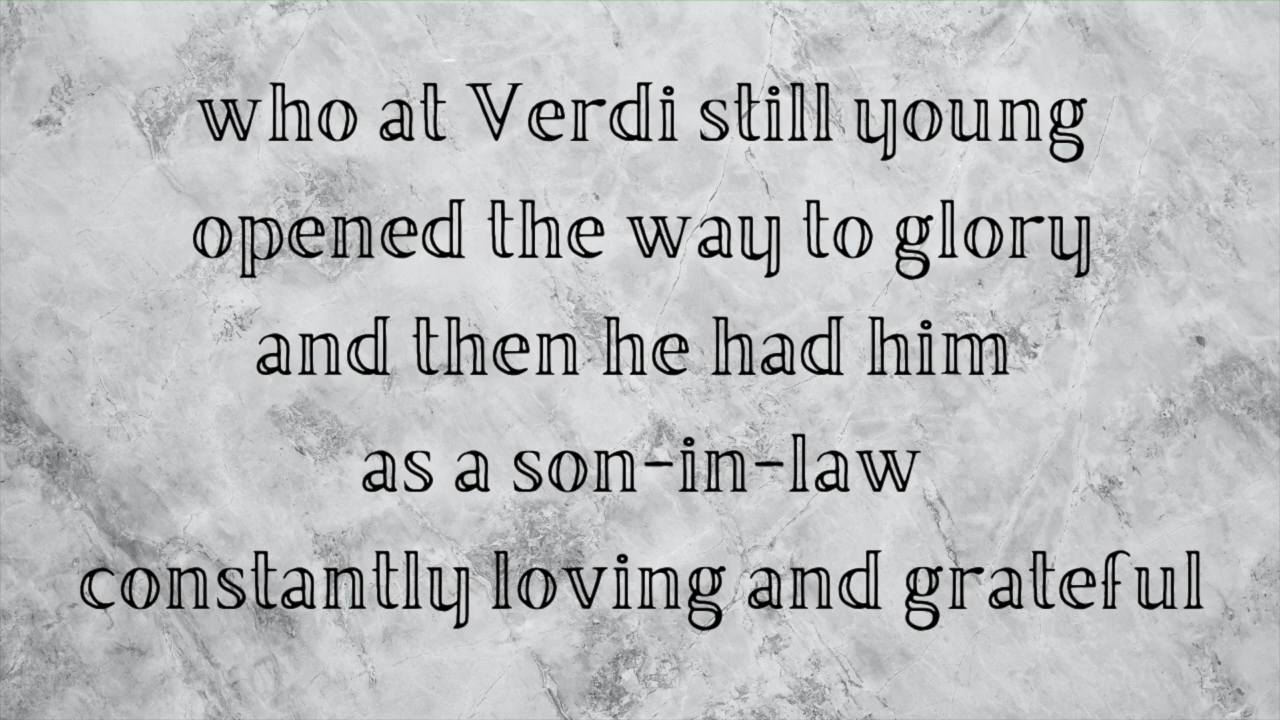 who at Verdi still young
opened the way to glory
and then he had him
as a son-in-law
constantly loving and grateful